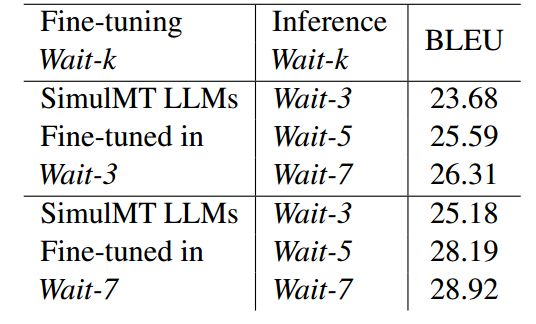 Fine-tuning Inference BLEU
Wait-k Wait-k
SimulMT LLMs Wait-3 23.68
Fine-tuned in Wait-5 25.59
Wait-3 Wait-7 26.31
SimulMT LLMs Wait-3 25.18
Fine-tuned in Wait-5 28.19
Wait-7 Wait-7 28.92